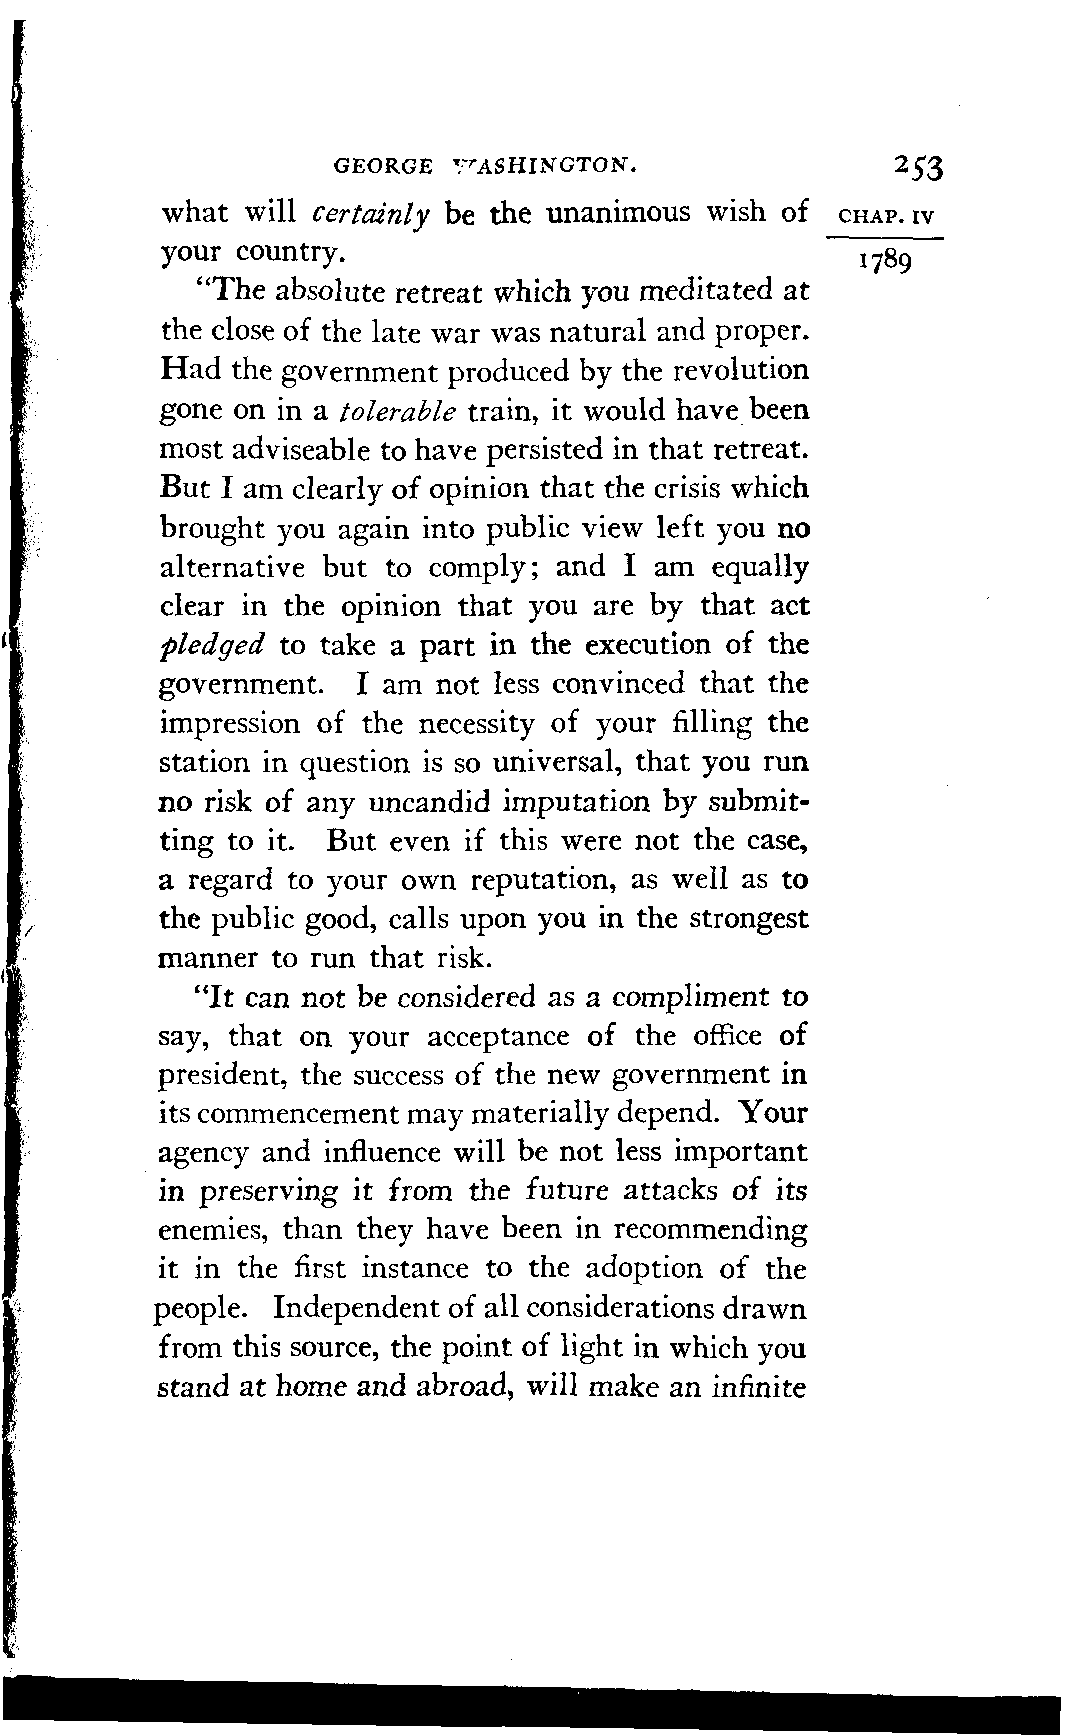 GEORGE WASHINGTON. 253
what will certainly be the unanimous wish of CHAP. IV
your country. 1789
"The absolute retreat which you meditated at
the close of the late war was natural and proper.
Had the government produced by the revolution
gone on in a tolerable train, it would have been
most adviseable to have persisted in that retreat.
But I am clearly of opinion that the crisis which
brought you again into public view left you no
alternative but to comply; and I am equally
clear in the opinion that you are by that act
pledged to take a part in the execution of the
government. I am not less convinced that the
impression of the necessity of your filling the
station in question is so universal, that you run
no risk of any uncandid imputation by submit-
ting to it. But even if this were not the case,
a regard to your own reputation, as well as to
the public good, calls upon you in the strongest
manner to run that risk.
"It can not be considered as a compliment to
say, that on your acceptance of the office of
president, the success of the new government in
its commencement may materially depend. Your
agency and influence will be not less important
in preserving it from the future attacks of its
enemies, than they have been in recommending
it in the first instance to the adoption of the
people. Independent of all considerations drawn
from this source, the point of light in which you
stand at home and abroad, will make an infinite